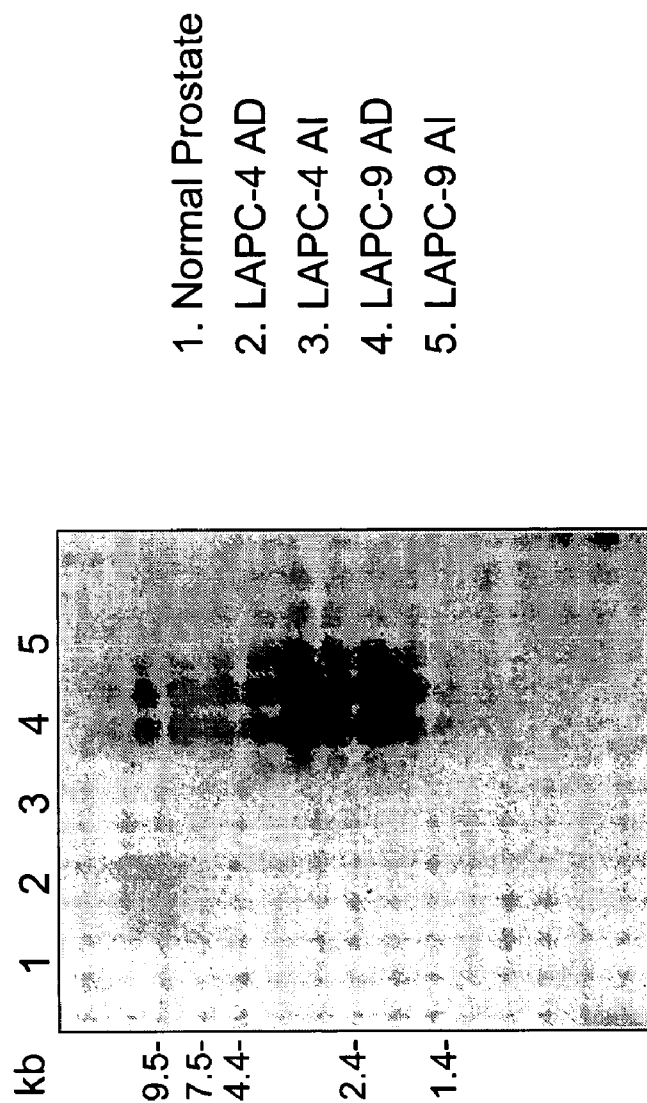 kb 1 2 3 4 5
9.5-
7.5-
4.4-
2.4-
1.4-
1. Normal Prostate
2. LAPC-4 AD
3. LAPC-4 AI
4. LAPC-9 AD
5. LAPC-9 AI